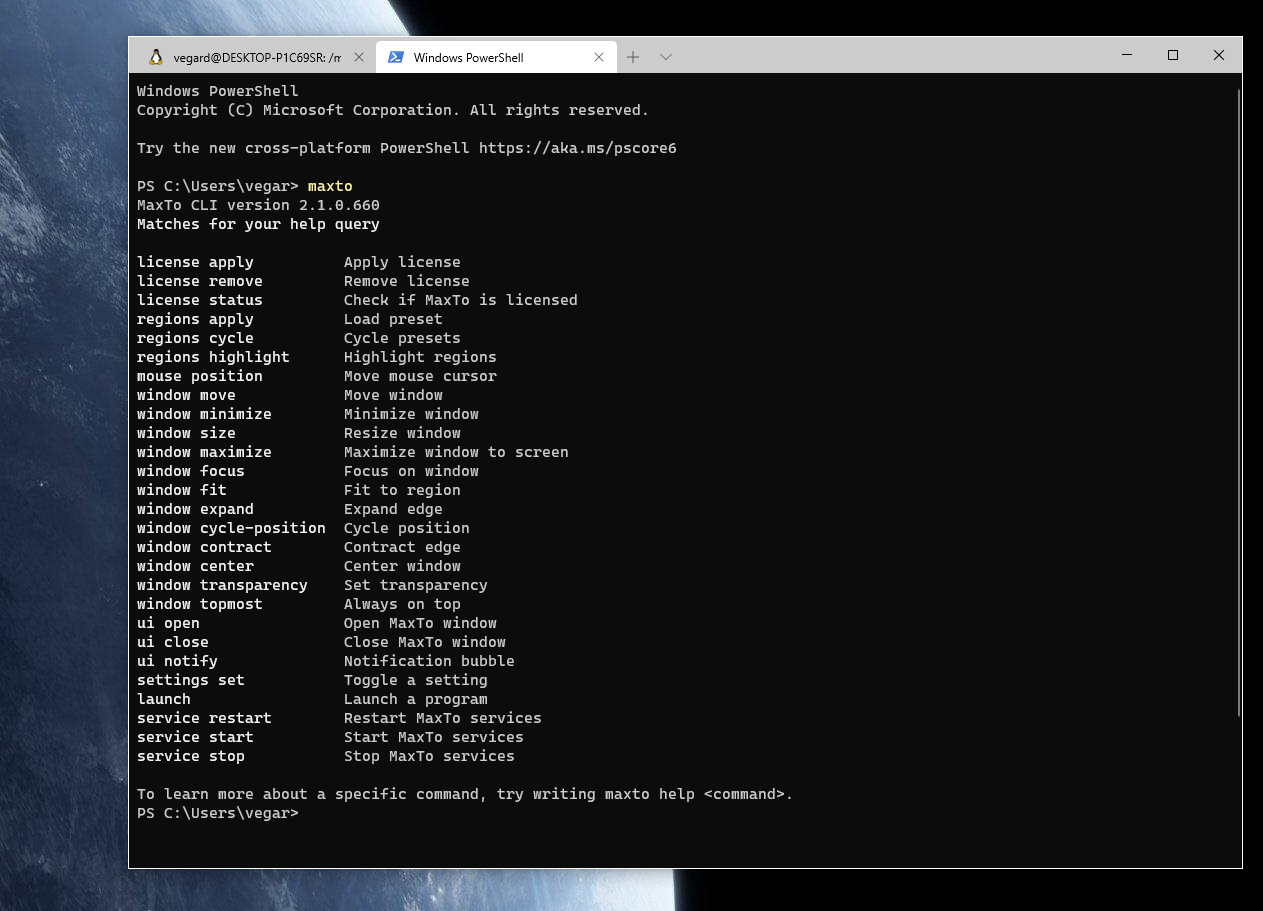 vegard@DESKTOP-P1C69SR: /m
Windows PowerShell
Windows PowerShell
Copyright (C) Microsoft Corporation. All rights reserved.
Try the new cross-platform PowerShell https://aka.ms/pscore6
PS C:\Users\vegar> maxto
MaxTo CLI version 2.1.0.660
Matches for your help query
license apply          Apply license
license remove         Remove license
license status         Check if MaxTo is licensed
regions apply          Load preset
regions cycle          Cycle presets
regions highlight      Highlight regions
mouse position         Move mouse cursor
window move            Move window
window minimize        Minimize window
window size            Resize window
window maximize        Maximize window to screen
window focus           Focus on window
window fit             Fit to region
window expand          Expand edge
window cycle-position  Cycle position
window contract        Contract edge
window center          Center window
window transparency    Set transparency
window topmost         Always on top
ui open                Open MaxTo window
ui close               Close MaxTo window
ui notify              Notification bubble
settings set           Toggle a setting
launch                 Launch a program
service restart        Restart MaxTo services
service start          Start MaxTo services
service stop           Stop MaxTo services
To learn more about a specific command, try writing maxto help <command>.
PS C:\Users\vegar>